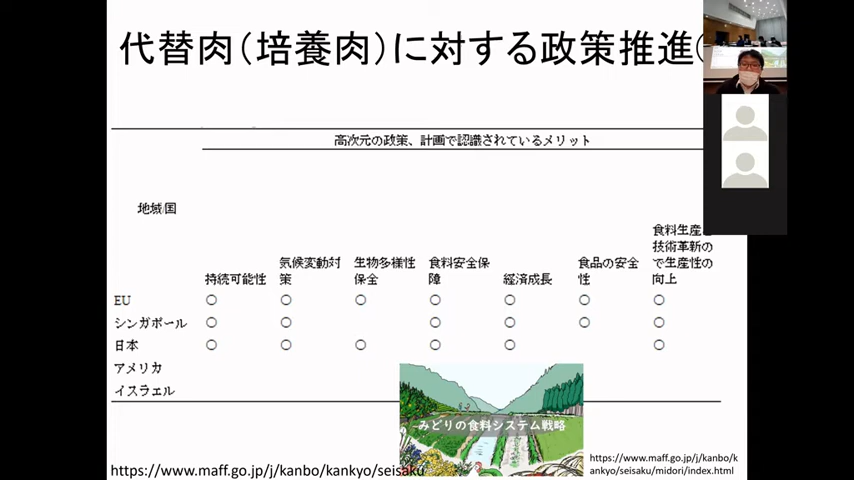 代替肉（培養肉）に対する政策推進（
高次元の政策、計画で認識されているメリット
地域/国
持続可能性
気候変動対
策
生物多様性
保全
食料安全保
障
経済成長
食品の安全
性
食料生産
技術革新の
で生産性の
向上
EU ○ ○ ○ ○ ○ ○ ○
シンガポール ○ ○ ○ ○ ○ ○
日本 ○ ○ ○ ○ ○ ○
アメリカ
イスラェル
みどりの食料システム戦略
https://www.maff.go.jp/j/kanbo/kankyo/seisaku
https://www.maff.go.jp/j/kanbo/k
ankyo/seisaku/midori/index.html